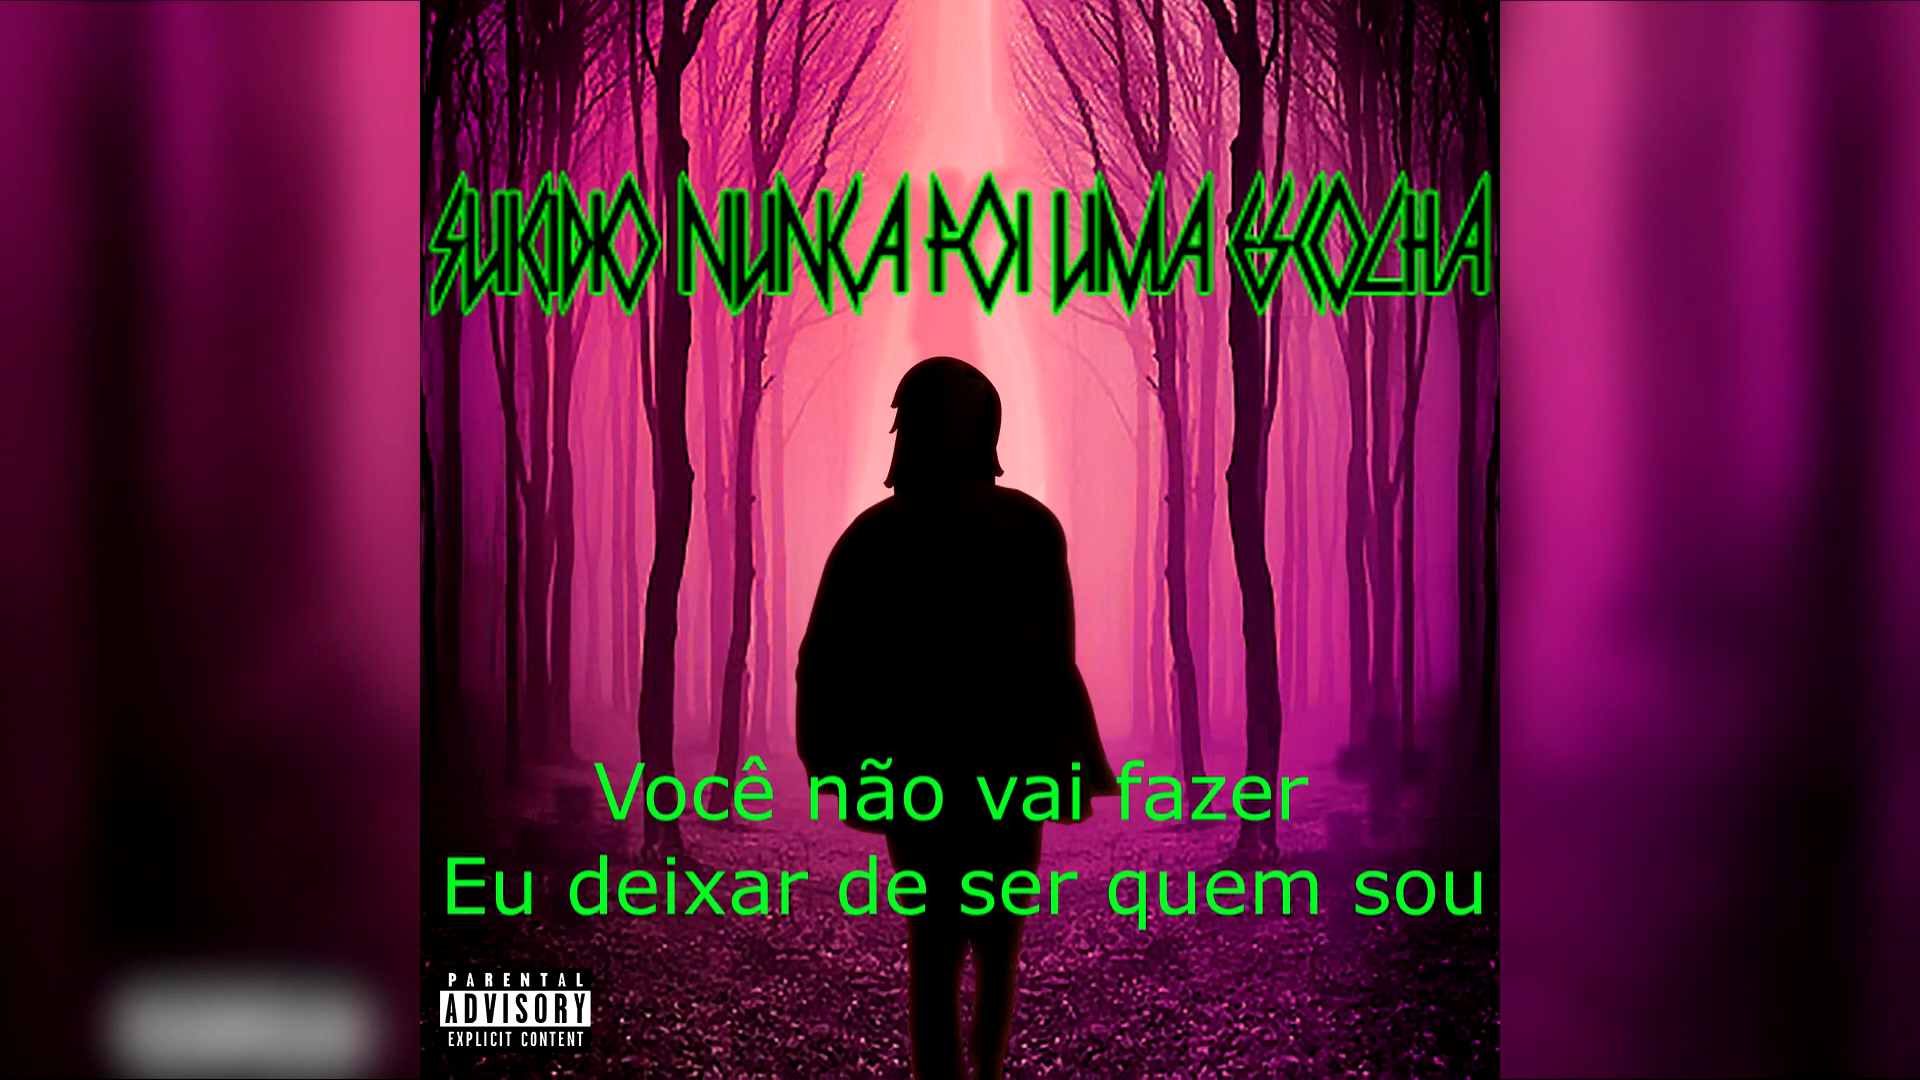 SUICIDIO NUNCA FOI UMA ESCOLHA
Você não vai fazer
Eu deixar de ser quem sou
PARENTAL
ADVISORY
EXPLICIT CONTENT